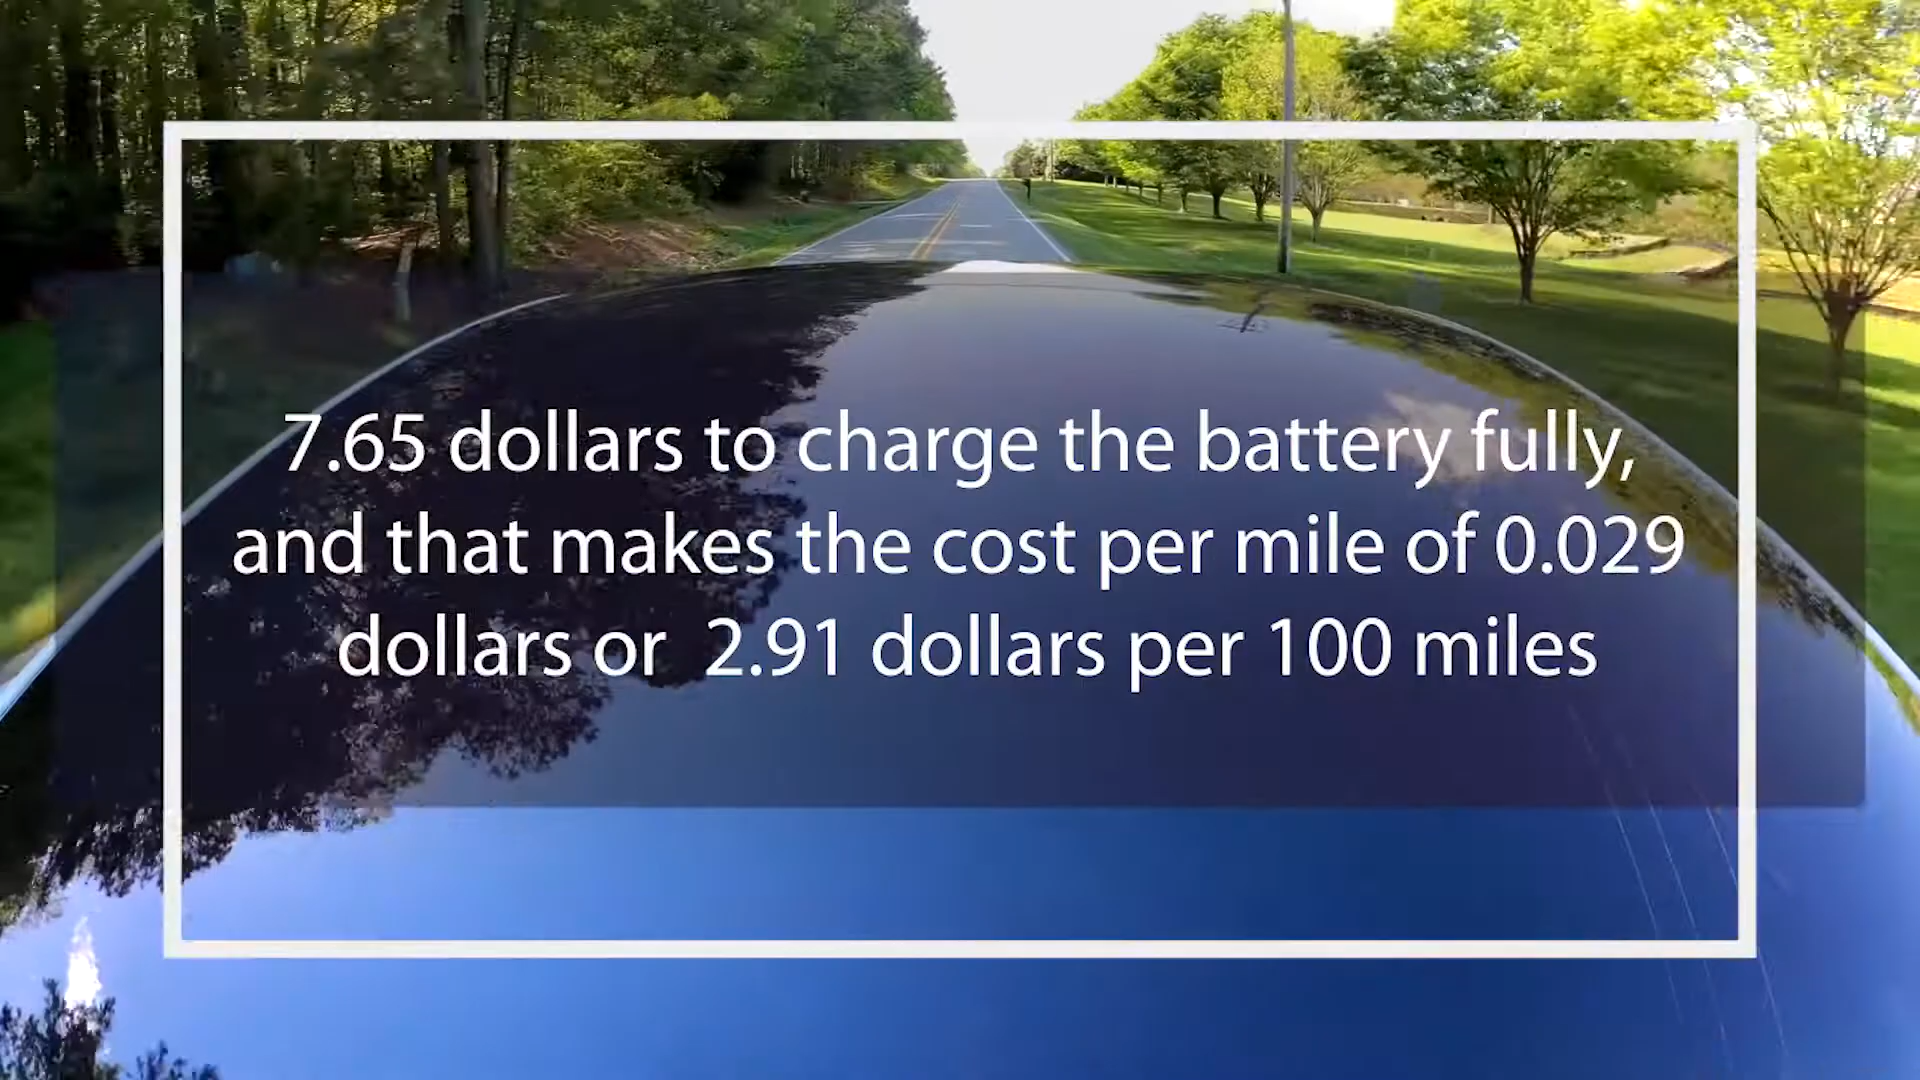 7.65 dollars to charge the battery fully,
and that makes the cost per mile of 0.029
dollars or  2.91 dollars per 100 miles